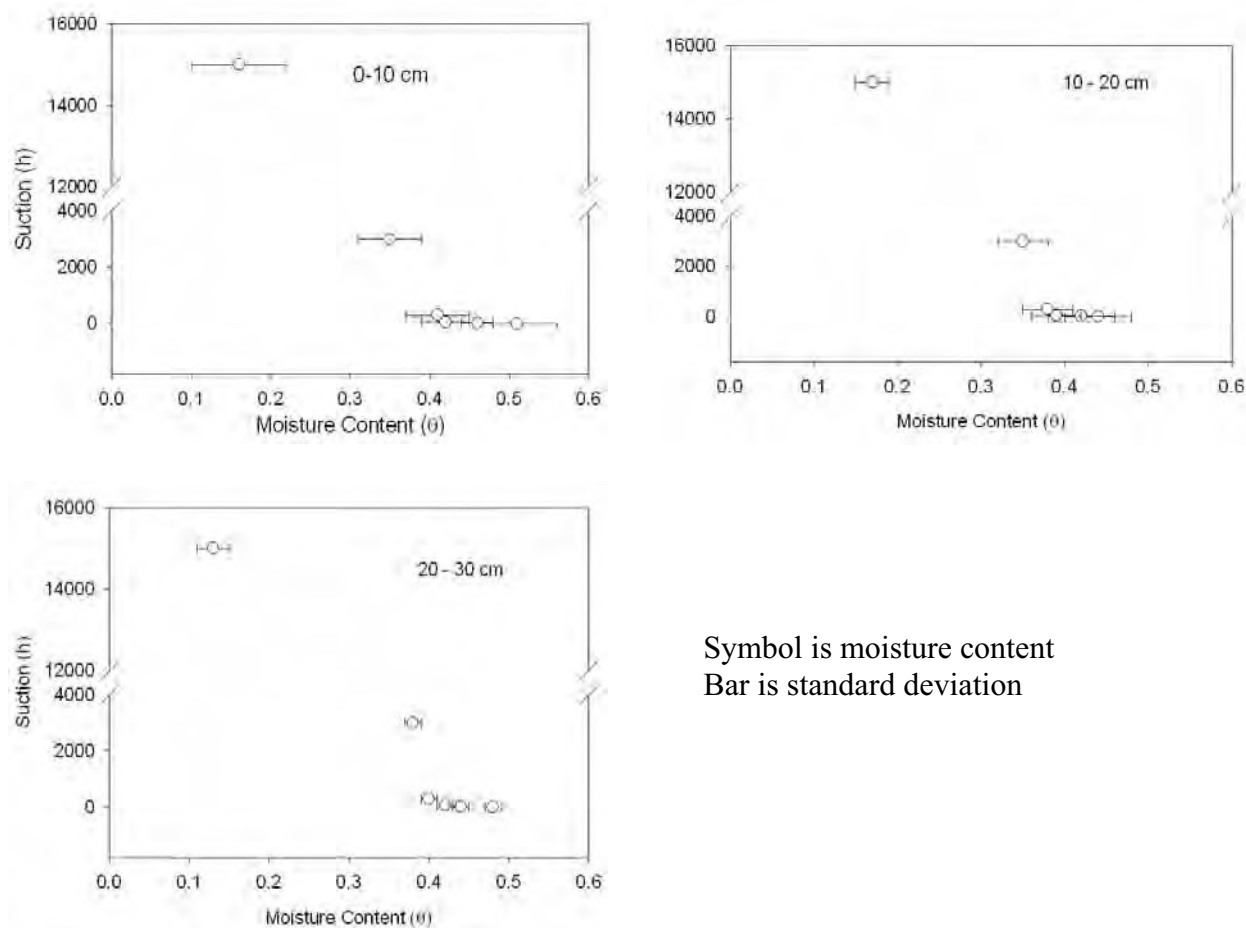 16000
14000
12000
4000
2000
0
Suction (h)
0-10 cm
0.0 0.1 0.2 0.3 0.4 0.5 0.6
Moisture Content (θ)
16000
14000
12000
4000
2000
0
10 - 20 cm
0.0 0.1 0.2 0.3 0.4 0.5 0.6
Moisture Content (θ)
16000
14000
12000
4000
2000
0
Suction (h)
20 - 30 cm
0.0 0.1 0.2 0.3 0.4 0.5 0.6
Moisture Content (θ)
Symbol is moisture content
Bar is standard deviation